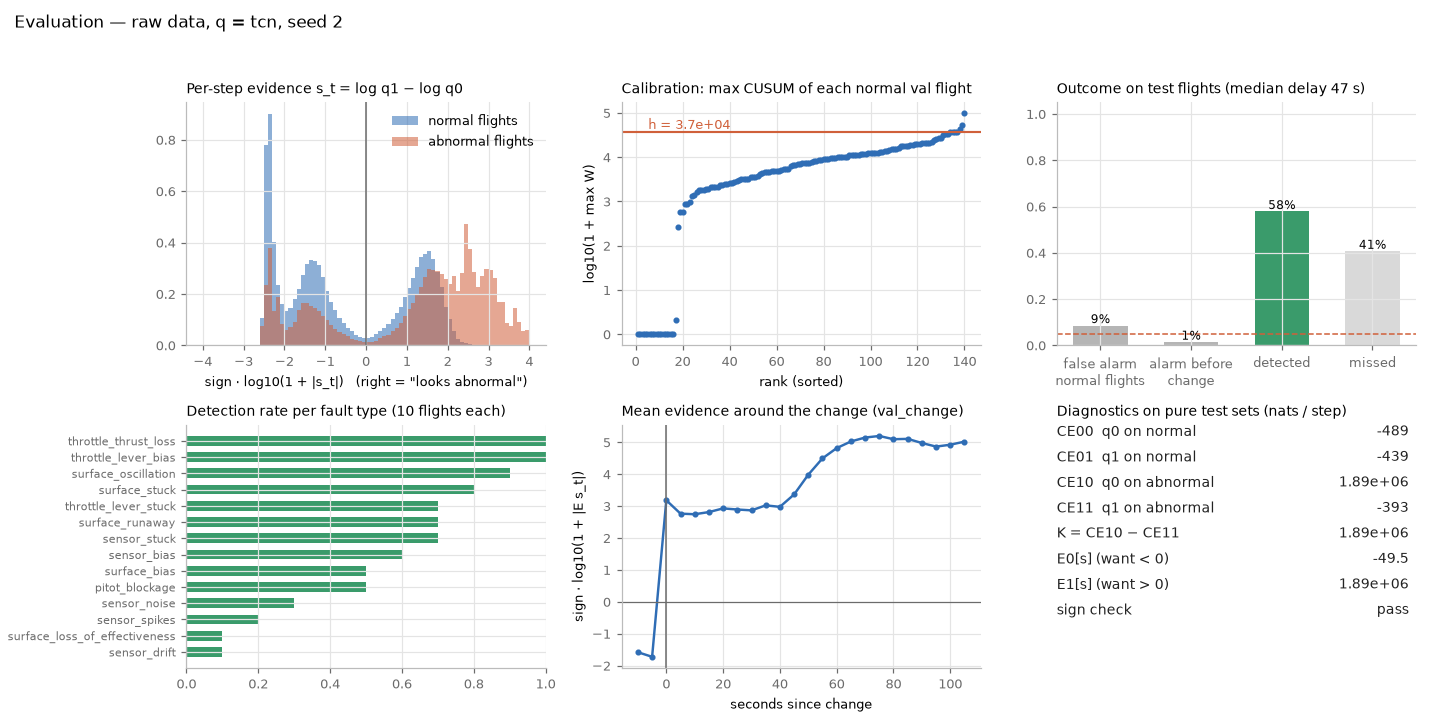 Evaluation — raw data, q = tcn, seed 2
Per-step evidence s_t = log q1 − log q0
normal flights
abnormal flights
0.8
0.6
0.4
0.2
0.0
−4 −3 −2 −1 0 1 2 3 4
sign · log10(1 + |s_t|)   (right = "looks abnormal")
Calibration: max CUSUM of each normal val flight
h = 3.7e+04
log10(1 + max W)
5
4
3
2
1
0
0 20 40 60 80 100 120 140
rank (sorted)
Outcome on test flights (median delay 47 s)
1.0
0.8
0.6
0.4
0.2
0.0
9%
1%
58%
41%
false alarm
normal flights
alarm before
change
detected
missed
Detection rate per fault type (10 flights each)
throttle_thrust_loss
throttle_lever_bias
surface_oscillation
surface_stuck
throttle_lever_stuck
surface_runaway
sensor_stuck
sensor_bias
surface_bias
pitot_blockage
sensor_noise
sensor_spikes
surface_loss_of_effectiveness
sensor_drift
0.0 0.2 0.4 0.6 0.8 1.0
Mean evidence around the change (val_change)
sign · log10(1 + |E s_t|)
5
4
3
2
1
0
−1
−2
0 20 40 60 80 100
seconds since change
Diagnostics on pure test sets (nats / step)
CE00  q0 on normal -489
CE01  q1 on normal -439
CE10  q0 on abnormal 1.89e+06
CE11  q1 on abnormal -393
K = CE10 − CE11 1.89e+06
E0[s] (want < 0) -49.5
E1[s] (want > 0) 1.89e+06
sign check pass